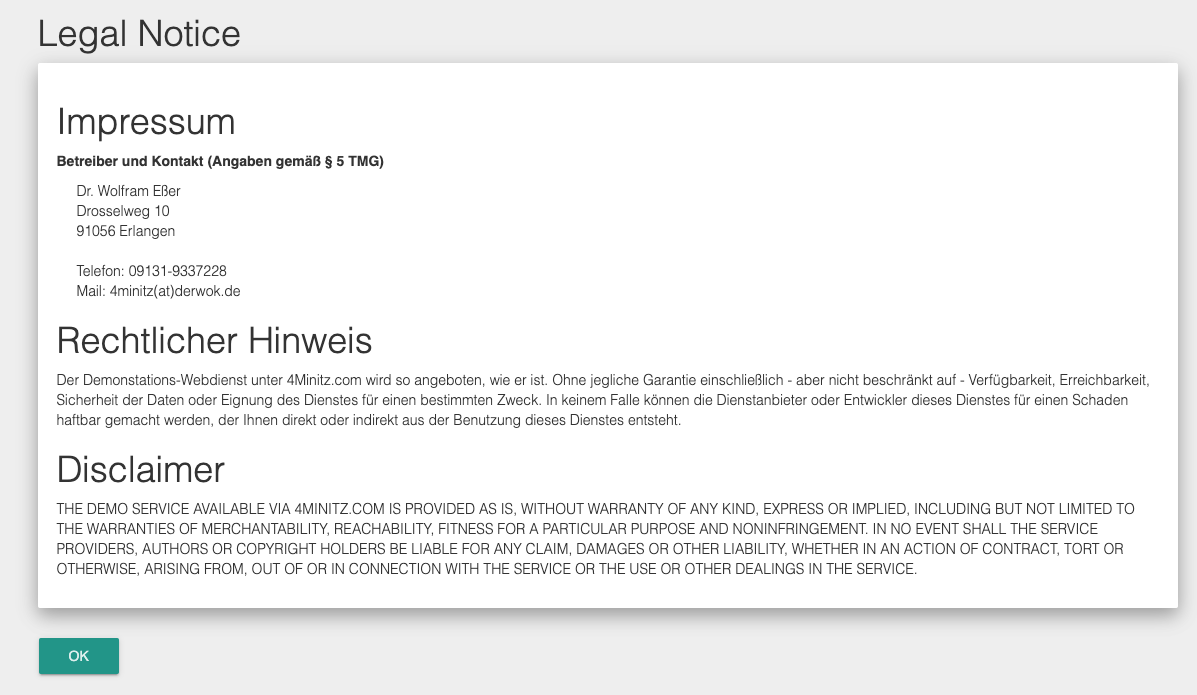 Legal Notice
Impressum
Betreiber und Kontakt (Angaben gemäß § 5 TMG)
Dr. Wolfram Eßer
Drosselweg 10
91056 Erlangen
Telefon: 09131-9337228
Mail: 4minitz(at)derwok.de
Rechtlicher Hinweis
Der Demonstations-Webdienst unter 4Minitz.com wird so angeboten, wie er ist. Ohne jegliche Garantie einschließlich - aber nicht beschränkt auf - Verfügbarkeit, Erreichbarkeit,
Sicherheit der Daten oder Eignung des Dienstes für einen bestimmten Zweck. In keinem Falle können die Dienstanbieter oder Entwickler dieses Dienstes für einen Schaden
haftbar gemacht werden, der Ihnen direkt oder indirekt aus der Benutzung dieses Dienstes entsteht.
Disclaimer
THE DEMO SERVICE AVAILABLE VIA 4MINITZ.COM IS PROVIDED AS IS, WITHOUT WARRANTY OF ANY KIND, EXPRESS OR IMPLIED, INCLUDING BUT NOT LIMITED TO
THE WARRANTIES OF MERCHANTABILITY, REACHABILITY, FITNESS FOR A PARTICULAR PURPOSE AND NONINFRINGEMENT. IN NO EVENT SHALL THE SERVICE
PROVIDERS, AUTHORS OR COPYRIGHT HOLDERS BE LIABLE FOR ANY CLAIM, DAMAGES OR OTHER LIABILITY, WHETHER IN AN ACTION OF CONTRACT, TORT OR
OTHERWISE, ARISING FROM, OUT OF OR IN CONNECTION WITH THE SERVICE OR THE USE OR OTHER DEALINGS IN THE SERVICE.
OK